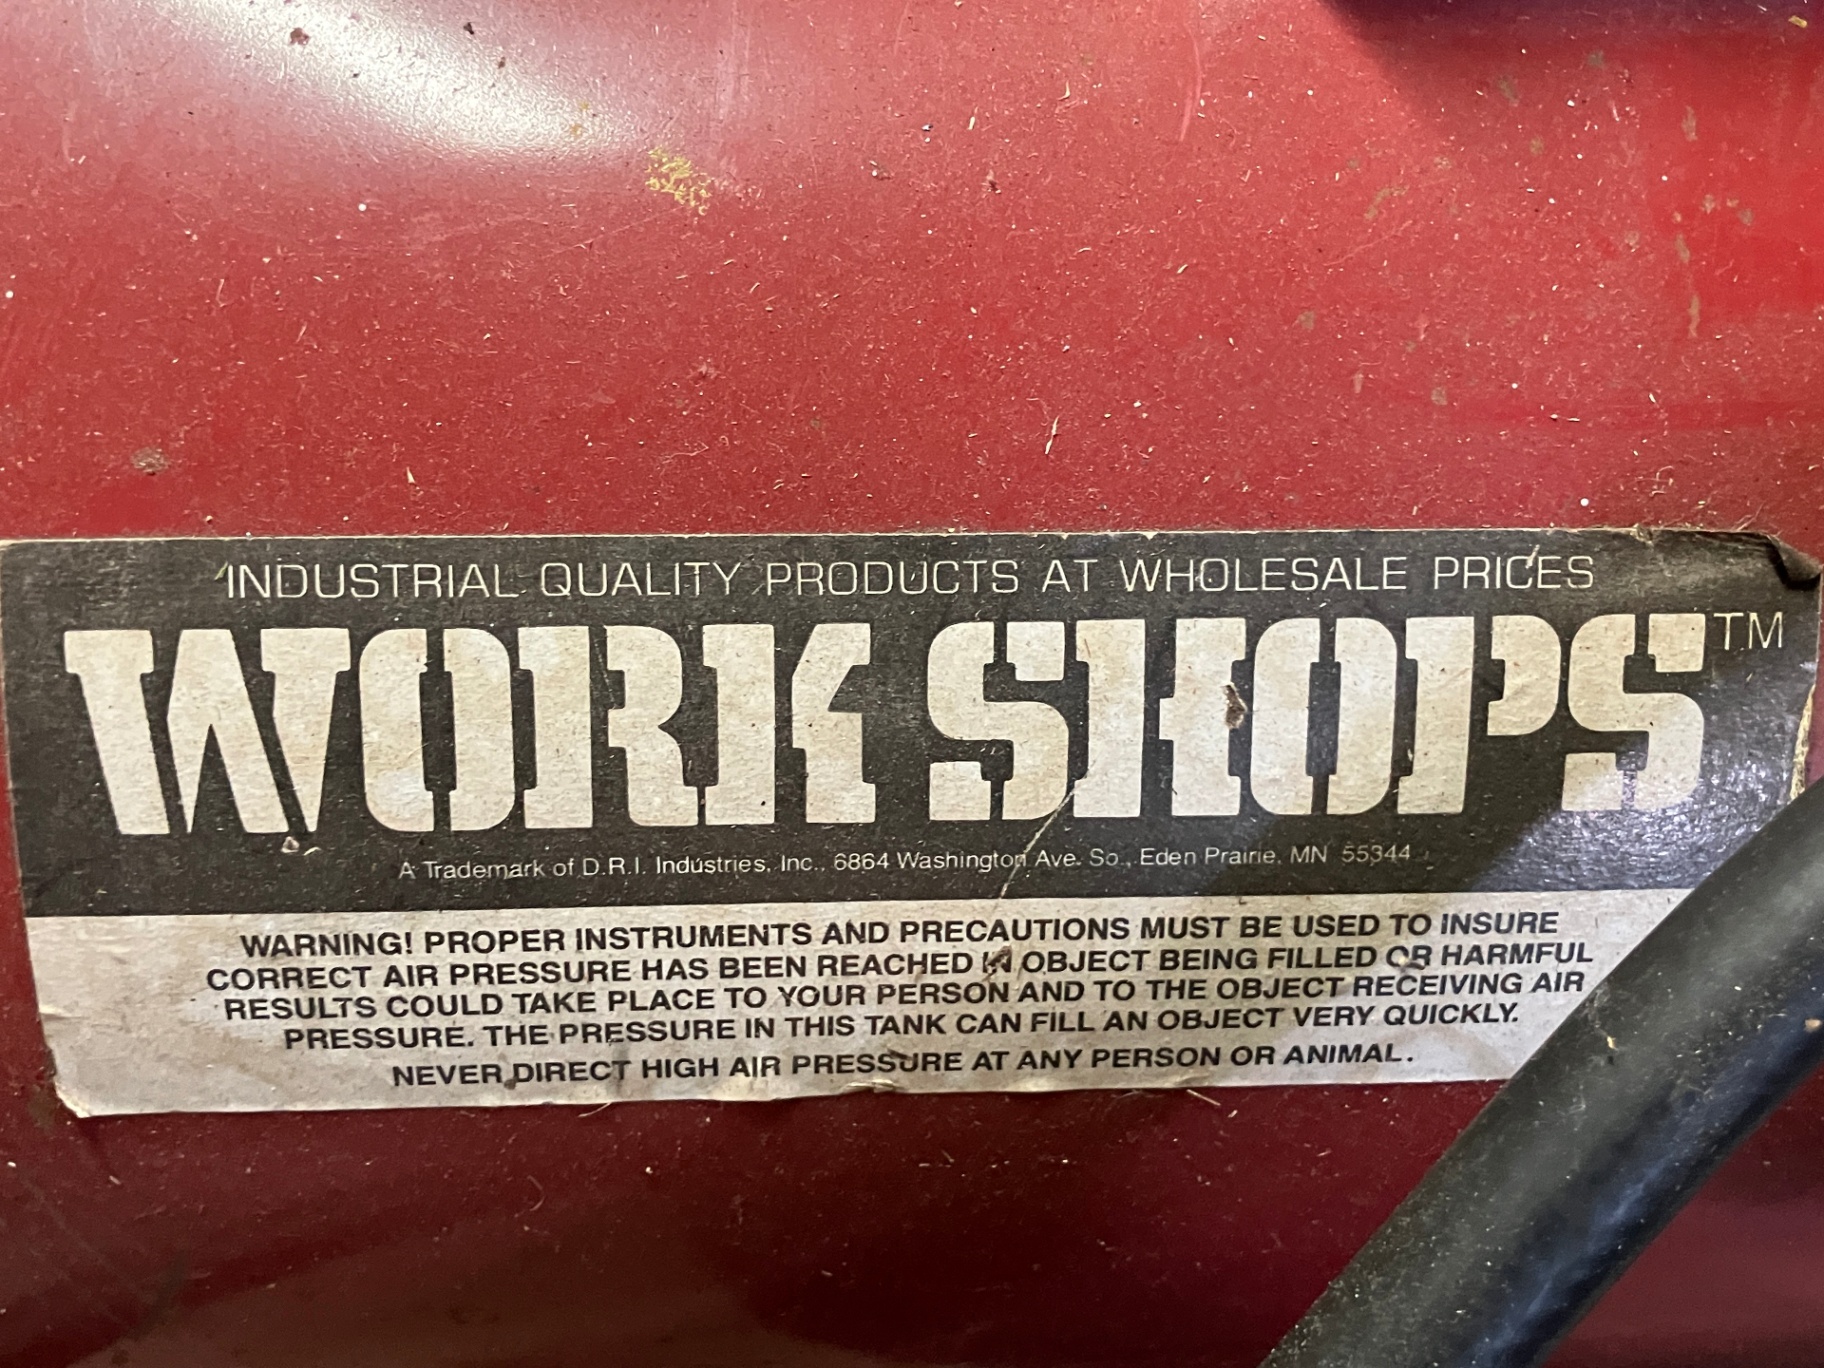 INDUSTRIAL QUALITY PRODUCTS AT WHOLESALE PRICES
WORK SHOPS™
A Trademark of D.R.I. Industries, Inc., 6864 Washington Ave. So., Eden Prairie, MN 55344
WARNING! PROPER INSTRUMENTS AND PRECAUTIONS MUST BE USED TO INSURE
CORRECT AIR PRESSURE HAS BEEN REACHED IN OBJECT BEING FILLED OR HARMFUL
RESULTS COULD TAKE PLACE TO YOUR PERSON AND TO THE OBJECT RECEIVING AIR
PRESSURE. THE PRESSURE IN THIS TANK CAN FILL AN OBJECT VERY QUICKLY.
NEVER DIRECT HIGH AIR PRESSURE AT ANY PERSON OR ANIMAL.